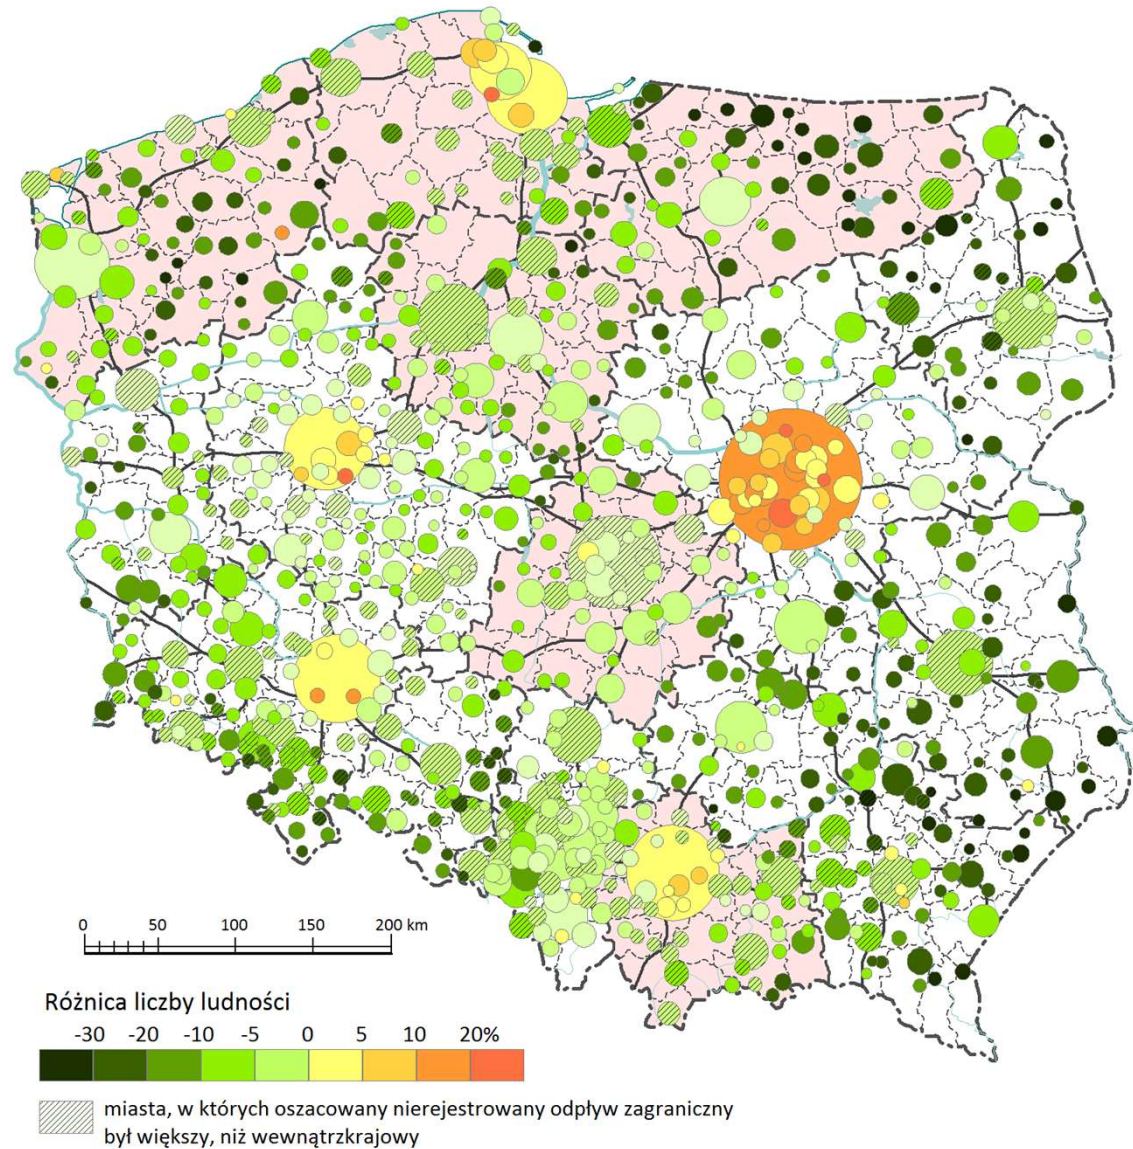 0 50 100 150 200 km
Różnica liczby ludności
-30 -20 -10 -5 0 5 10 20%
miasta, w których oszacowany nierejestrowany odpływ zagraniczny
był większy, niż wewnątrzkrajowy